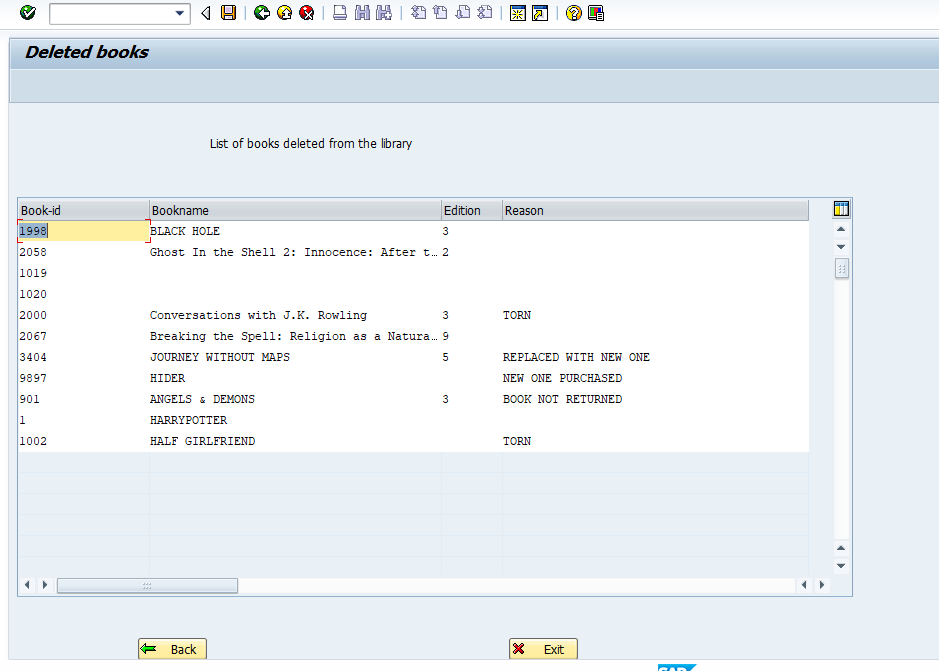 Deleted books
List of books deleted from the library
Book-id Bookname Edition Reason
1998 BLACK HOLE 3
2058 Ghost In the Shell 2: Innocence: After t… 2
1019
1020
2000 Conversations with J.K. Rowling 3 TORN
2067 Breaking the Spell: Religion as a Natura… 9
3404 JOURNEY WITHOUT MAPS 5 REPLACED WITH NEW ONE
9897 HIDER NEW ONE PURCHASED
901 ANGELS & DEMONS 3 BOOK NOT RETURNED
1 HARRYPOTTER
1002 HALF GIRLFRIEND TORN
Back Exit
SAP